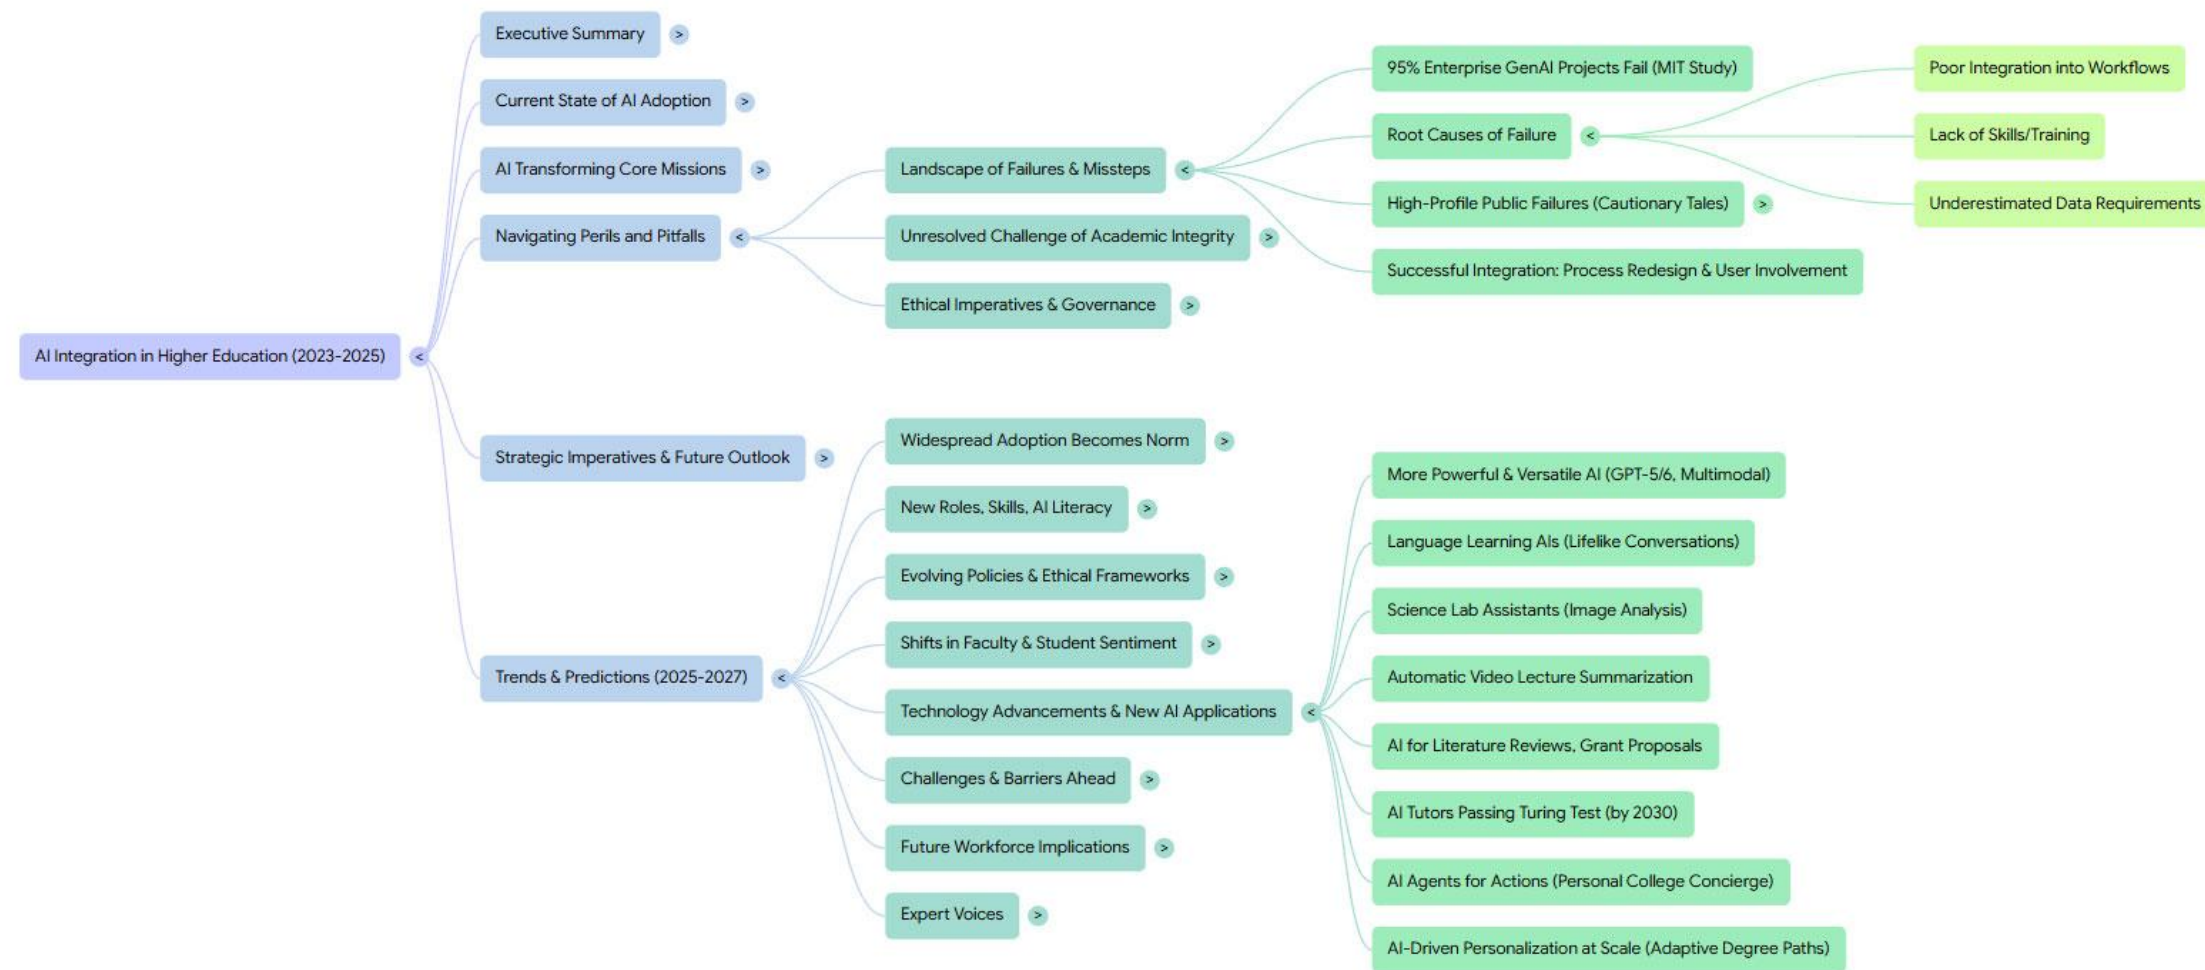 AI Integration in Higher Education (2023-2025)
<
Executive Summary
>
Current State of AI Adoption
>
AI Transforming Core Missions
>
Navigating Perils and Pitfalls
<
Landscape of Failures & Missteps
<
95% Enterprise GenAI Projects Fail (MIT Study)
Root Causes of Failure
<
Poor Integration into Workflows
Lack of Skills/Training
Underestimated Data Requirements
High-Profile Public Failures (Cautionary Tales)
>
Successful Integration: Process Redesign & User Involvement
Unresolved Challenge of Academic Integrity
>
Ethical Imperatives & Governance
>
Strategic Imperatives & Future Outlook
>
Trends & Predictions (2025-2027)
<
Widespread Adoption Becomes Norm
>
New Roles, Skills, AI Literacy
>
Evolving Policies & Ethical Frameworks
>
Shifts in Faculty & Student Sentiment
>
Technology Advancements & New AI Applications
<
More Powerful & Versatile AI (GPT-5/6, Multimodal)
Language Learning AIs (Lifelike Conversations)
Science Lab Assistants (Image Analysis)
Automatic Video Lecture Summarization
AI for Literature Reviews, Grant Proposals
AI Tutors Passing Turing Test (by 2030)
AI Agents for Actions (Personal College Concierge)
AI-Driven Personalization at Scale (Adaptive Degree Paths)
Challenges & Barriers Ahead
>
Future Workforce Implications
>
Expert Voices
>